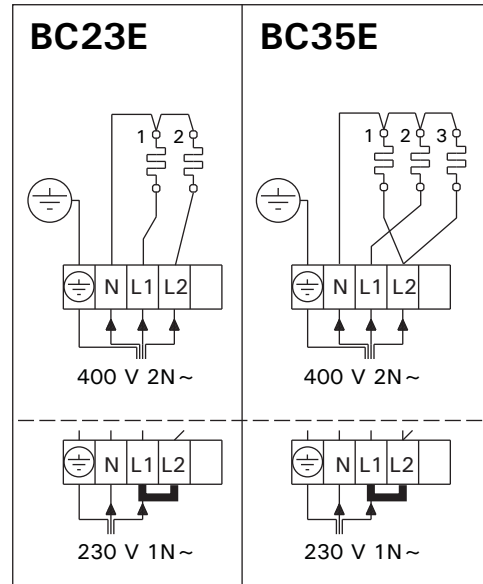 BC23E
1 2
N L1 L2
400 V 2N~
N L1 L2
230 V 1N~
BC35E
1 2 3
N L1 L2
400 V 2N~
N L1 L2
230 V 1N~